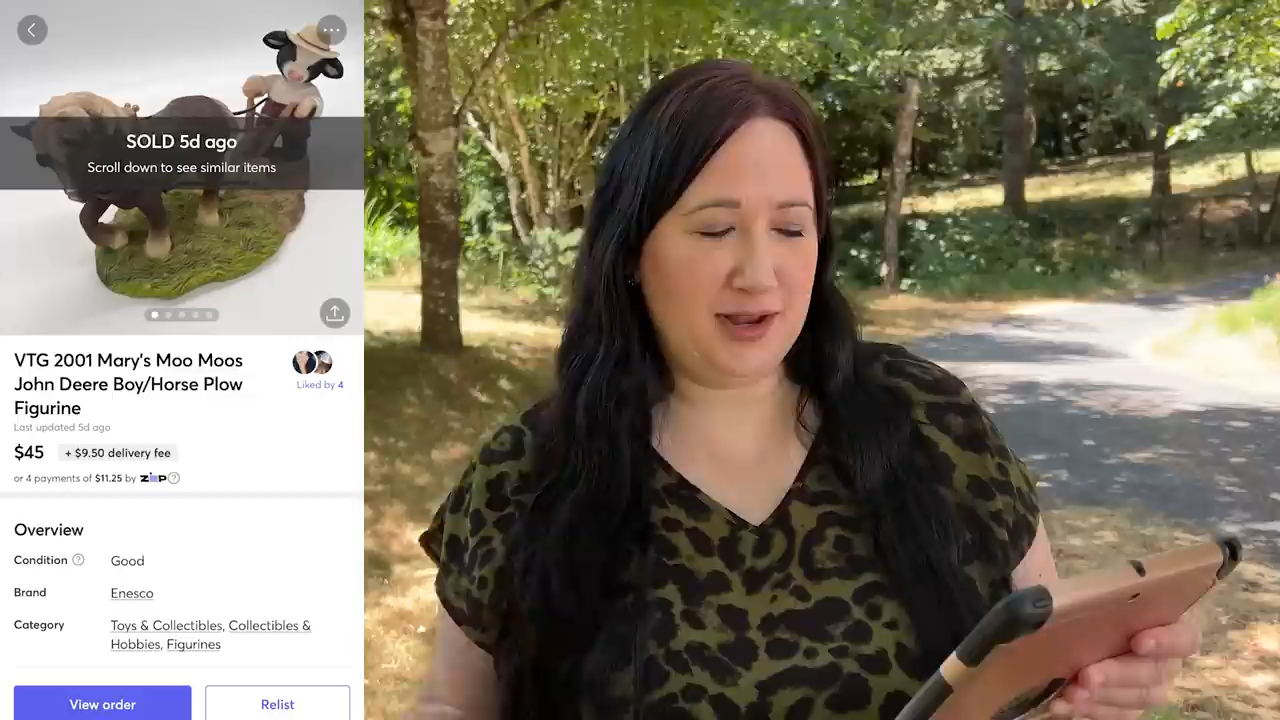 SOLD 5d ago
Scroll down to see similar items
VTG 2001 Mary's Moo Moos
John Deere Boy/Horse Plow
Figurine
Liked by 4
Last updated 5d ago
$45 + $9.50 delivery fee
or 4 payments of $11.25 by ZIP ?
Overview
Condition ? Good
Brand Enesco
Category Toys & Collectibles, Collectibles &
Hobbies, Figurines
View order Relist